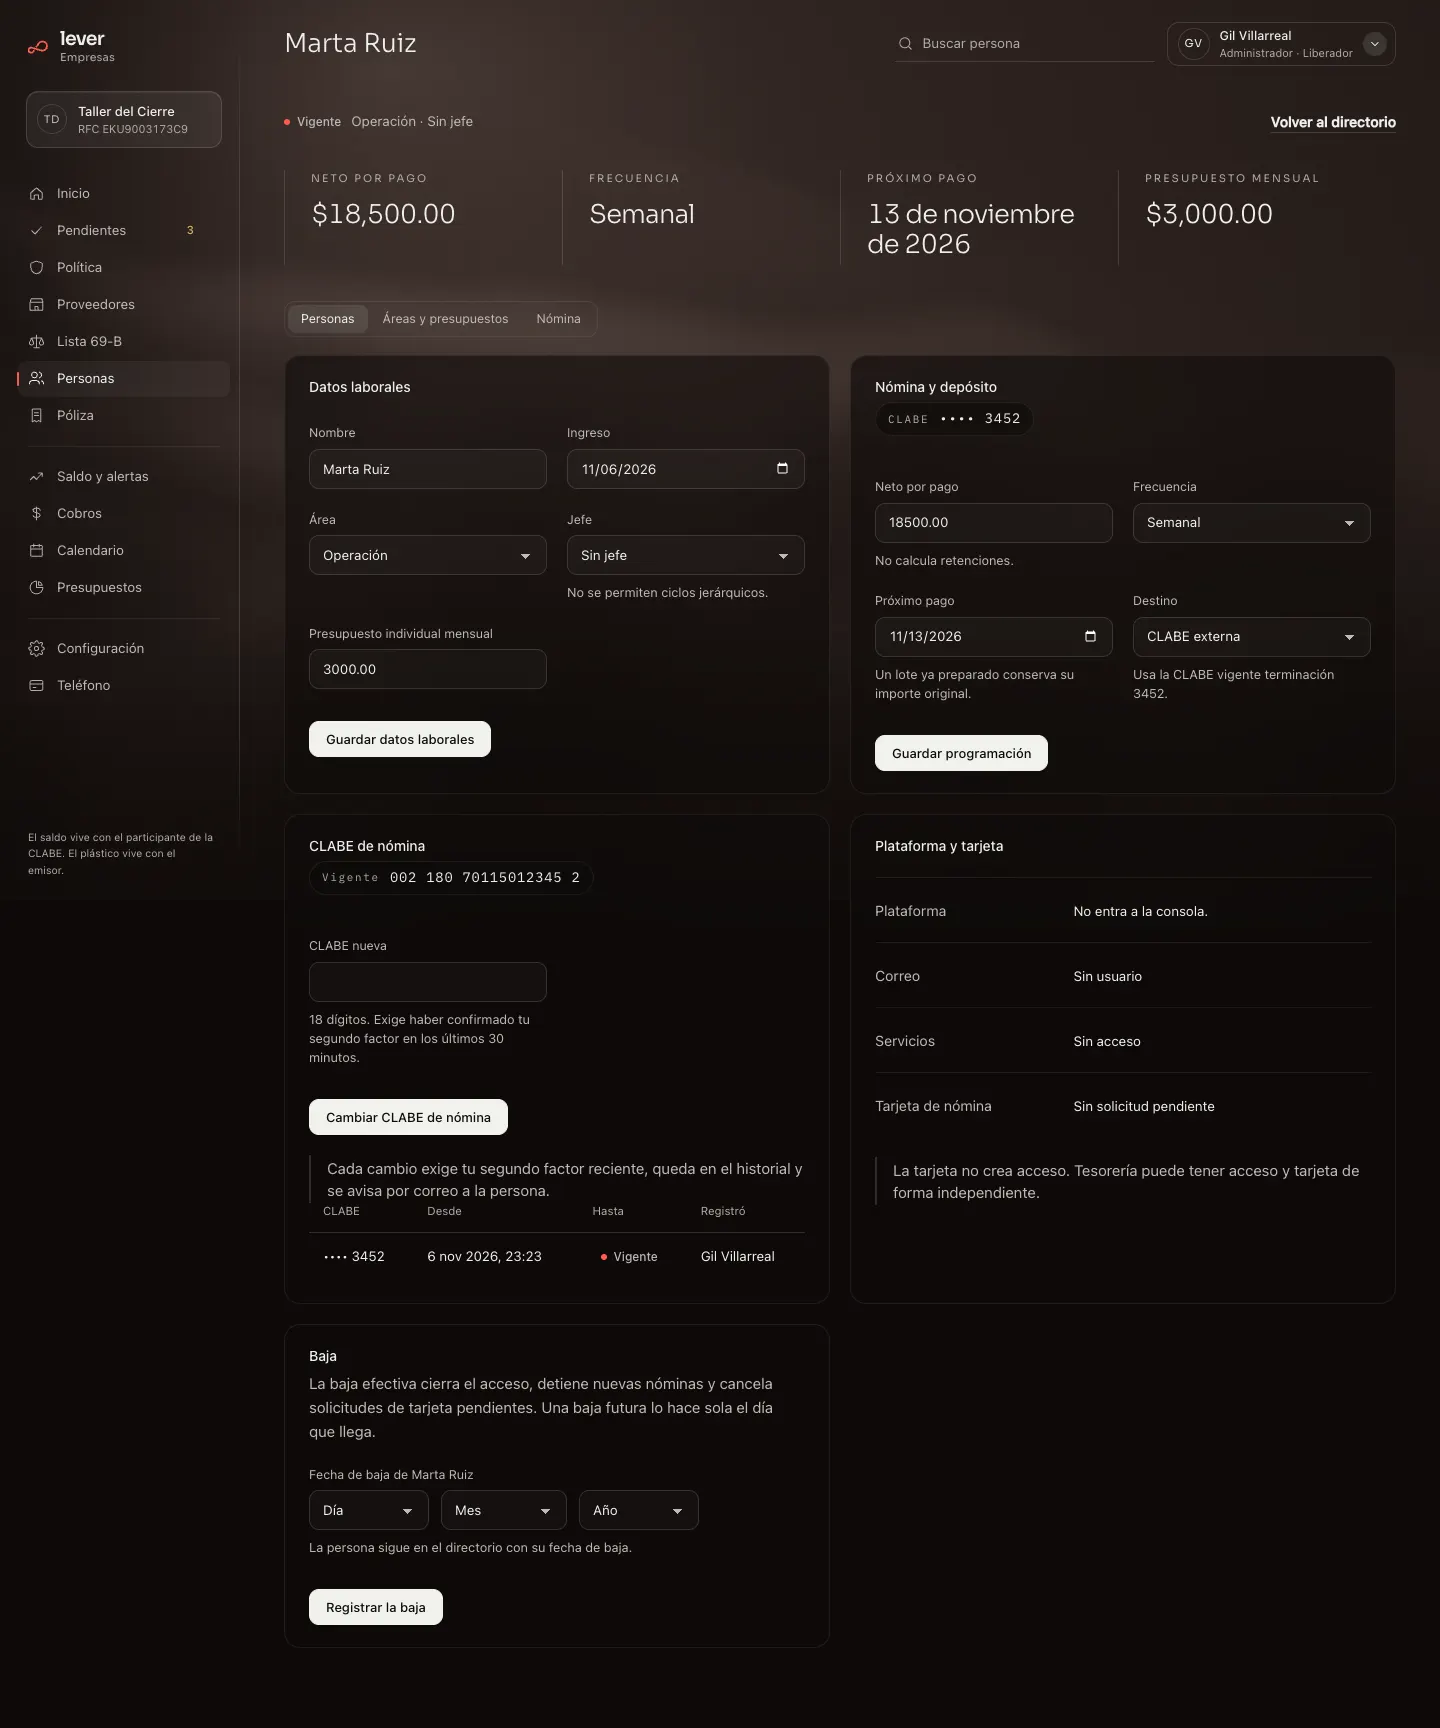 lever
Empresas
Taller del Cierre
TD
RFC EKU9003173C9
Inicio
Pendientes 3
Política
Proveedores
Lista 69-B
Personas
Póliza
Saldo y alertas
Cobros
Calendario
Presupuestos
Configuración
Teléfono
El saldo vive con el participante de la
CLABE. El plástico vive con el
emisor.
Marta Ruiz
Buscar persona
GV
Gil Villarreal
Administrador · Liberador
Vigente Operación · Sin jefe
Volver al directorio
NETO POR PAGO
$18,500.00
FRECUENCIA
Semanal
PRÓXIMO PAGO
13 de noviembre
de 2026
PRESUPUESTO MENSUAL
$3,000.00
Personas Áreas y presupuestos Nómina
Datos laborales
Nombre
Marta Ruiz
Ingreso
11/06/2026
Área
Operación
Jefe
Sin jefe
No se permiten ciclos jerárquicos.
Presupuesto individual mensual
3000.00
Guardar datos laborales
Nómina y depósito
CLABE •••• 3452
Neto por pago
18500.00
No calcula retenciones.
Frecuencia
Semanal
Próximo pago
11/13/2026
Un lote ya preparado conserva su
importe original.
Destino
CLABE externa
Usa la CLABE vigente terminación
3452.
Guardar programación
CLABE de nómina
Vigente 002 180 70115012345 2
CLABE nueva
18 dígitos. Exige haber confirmado tu
segundo factor en los últimos 30
minutos.
Cambiar CLABE de nómina
Cada cambio exige tu segundo factor reciente, queda en el historial y
se avisa por correo a la persona.
CLABE Desde Hasta Registró
•••• 3452 6 nov 2026, 23:23 Vigente Gil Villarreal
Plataforma y tarjeta
Plataforma No entra a la consola.
Correo Sin usuario
Servicios Sin acceso
Tarjeta de nómina Sin solicitud pendiente
La tarjeta no crea acceso. Tesorería puede tener acceso y tarjeta de
forma independiente.
Baja
La baja efectiva cierra el acceso, detiene nuevas nóminas y cancela
solicitudes de tarjeta pendientes. Una baja futura lo hace sola el día
que llega.
Fecha de baja de Marta Ruiz
Día Mes Año
La persona sigue en el directorio con su fecha de baja.
Registrar la baja